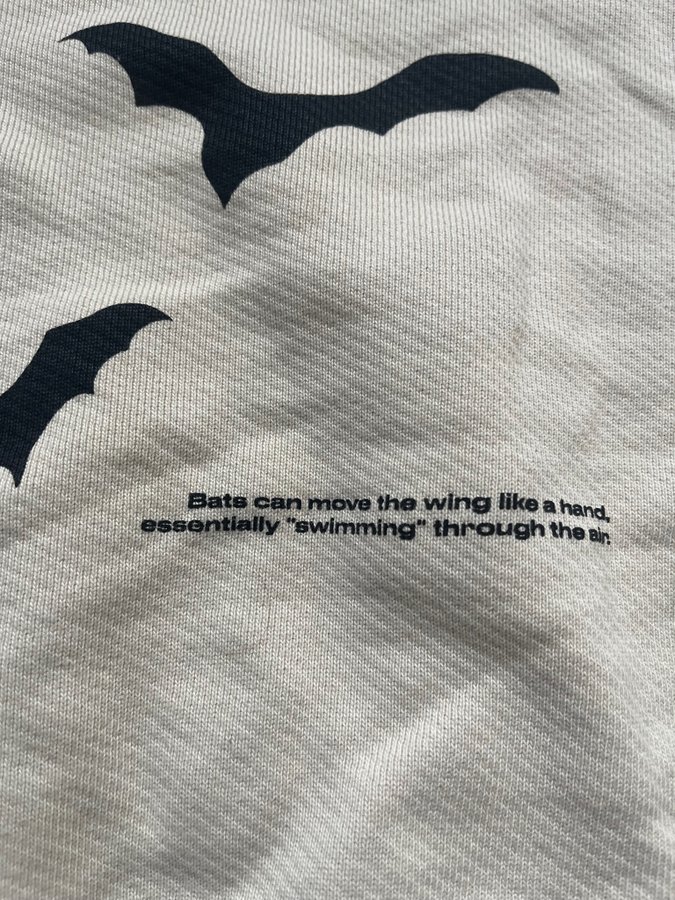 Bats can move the wing like a hand,
essentially "swimming" through the air.